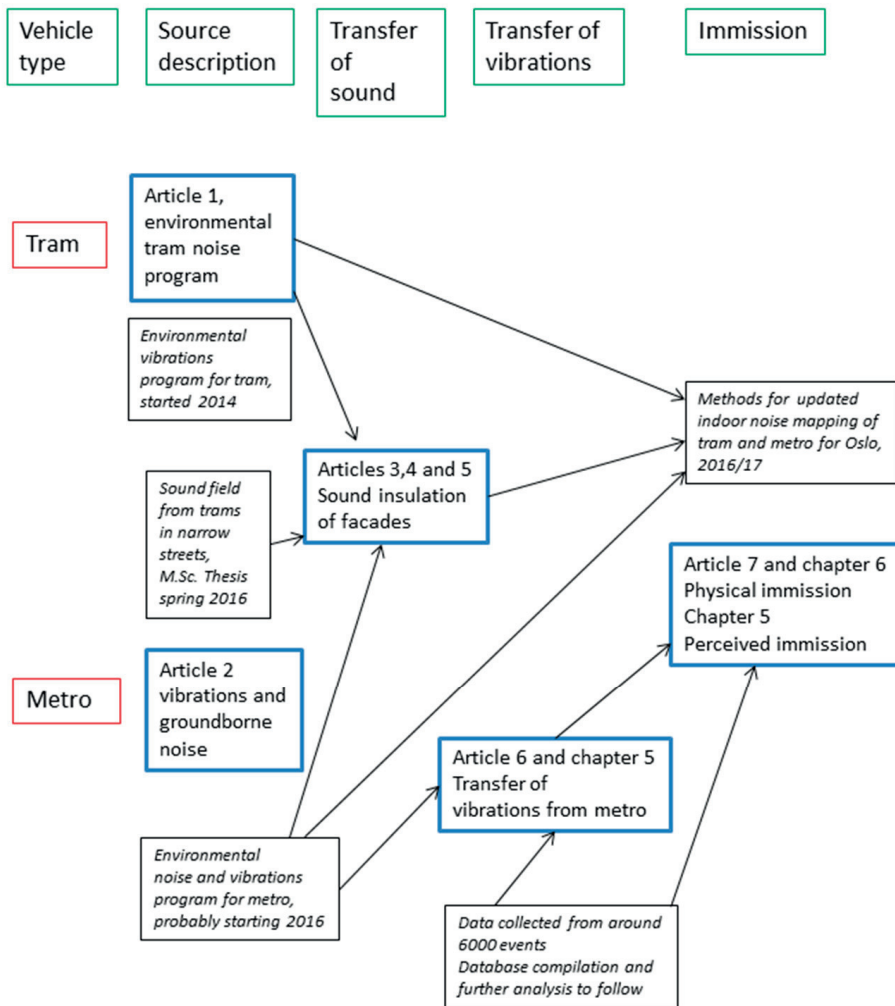 Vehicle
type
Source
description
Transfer
of
sound
Transfer of
vibrations
Immission
Article 1,
environmental
tram noise
program
Tram
Environmental
vibrations
program for tram,
started 2014
Methods for updated
indoor noise mapping of
tram and metro for Oslo,
2016/17
Articles 3,4 and 5
Sound insulation
of facades
Sound field
from trams
in narrow
streets,
M.Sc. Thesis
spring 2016
Article 7 and chapter 6
Physical immission
Chapter 5
Perceived immission
Article 2
vibrations and
groundborne
noise
Metro
Article 6 and chapter 5
Transfer of
vibrations from metro
Environmental
noise and vibrations
program for metro,
probably starting 2016
Data collected from around
6000 events
Database compilation and
further analysis to follow